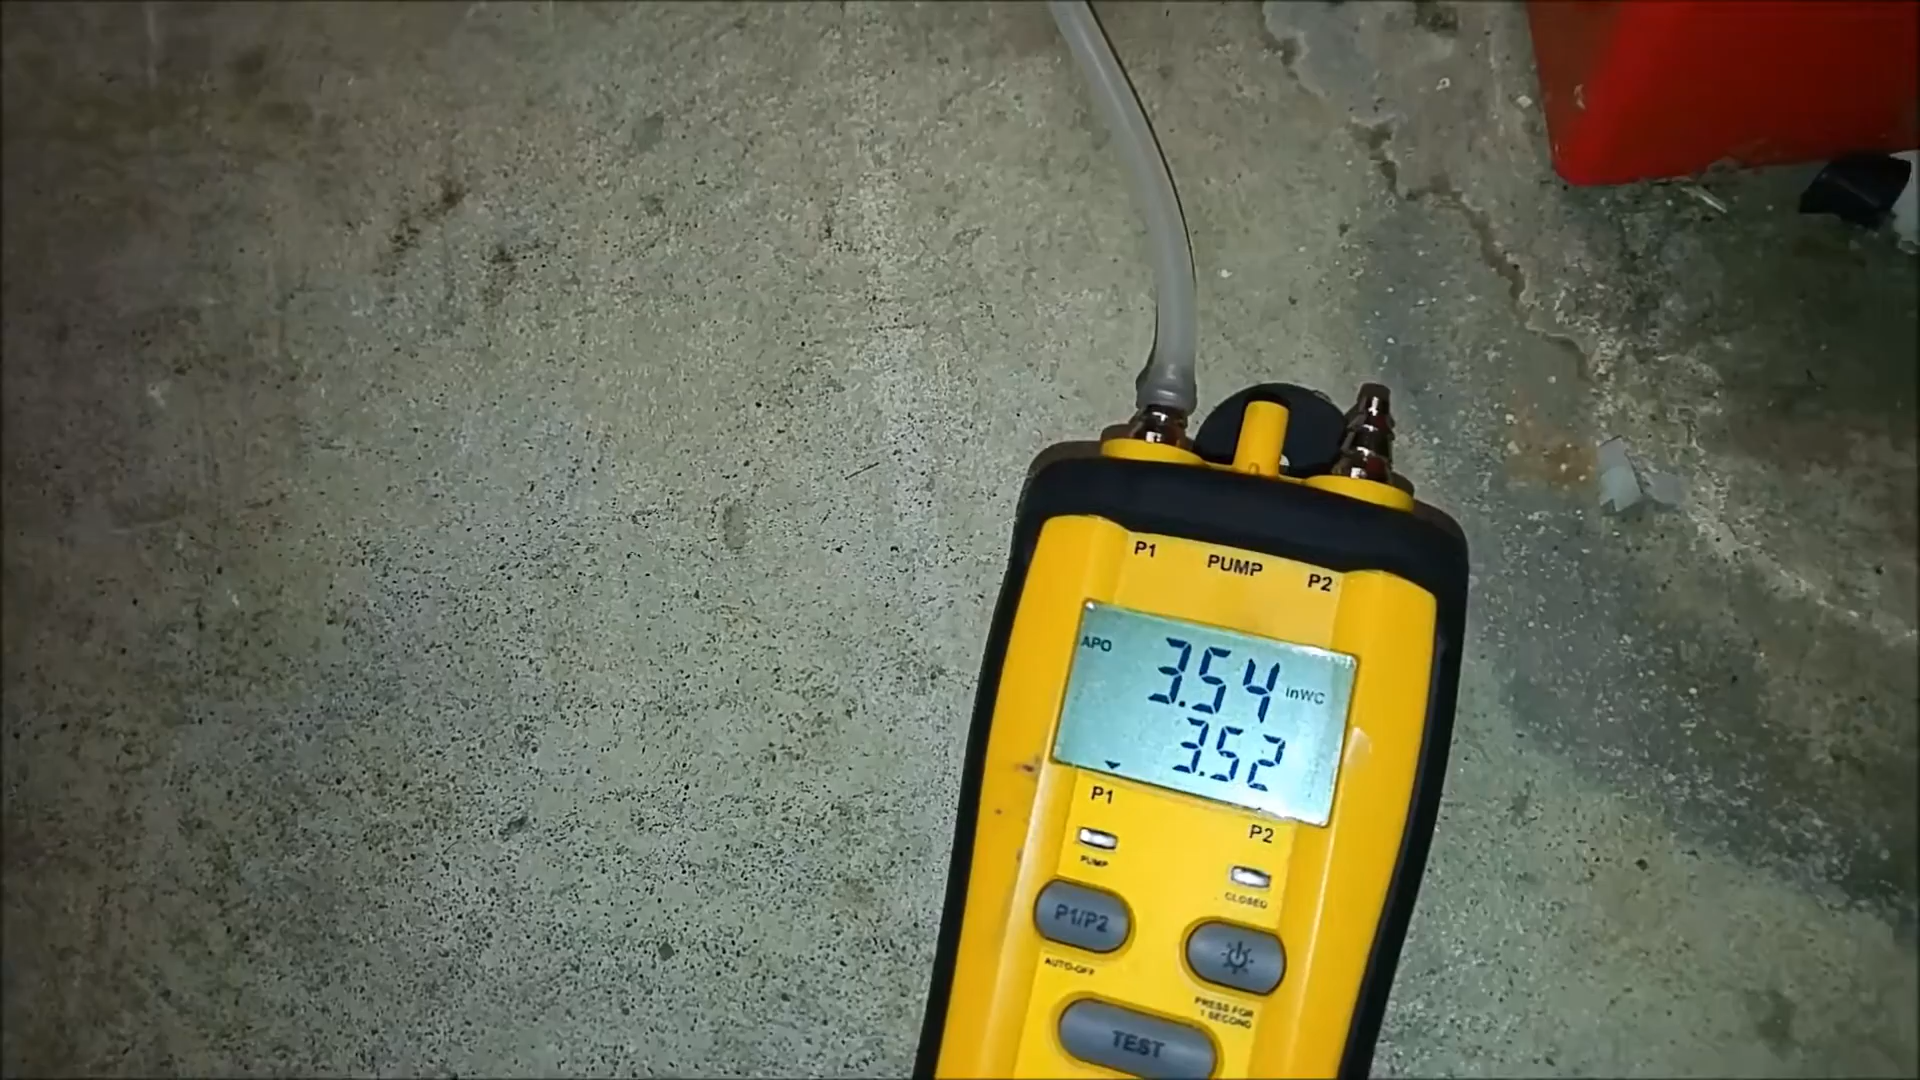 P1 PUMP P2
APO 3.54 inWC
3.52
P1 P2
PUMP CLOSED
P1/P2
AUTO-OFF
PRESS FOR
1 SECOND
TEST